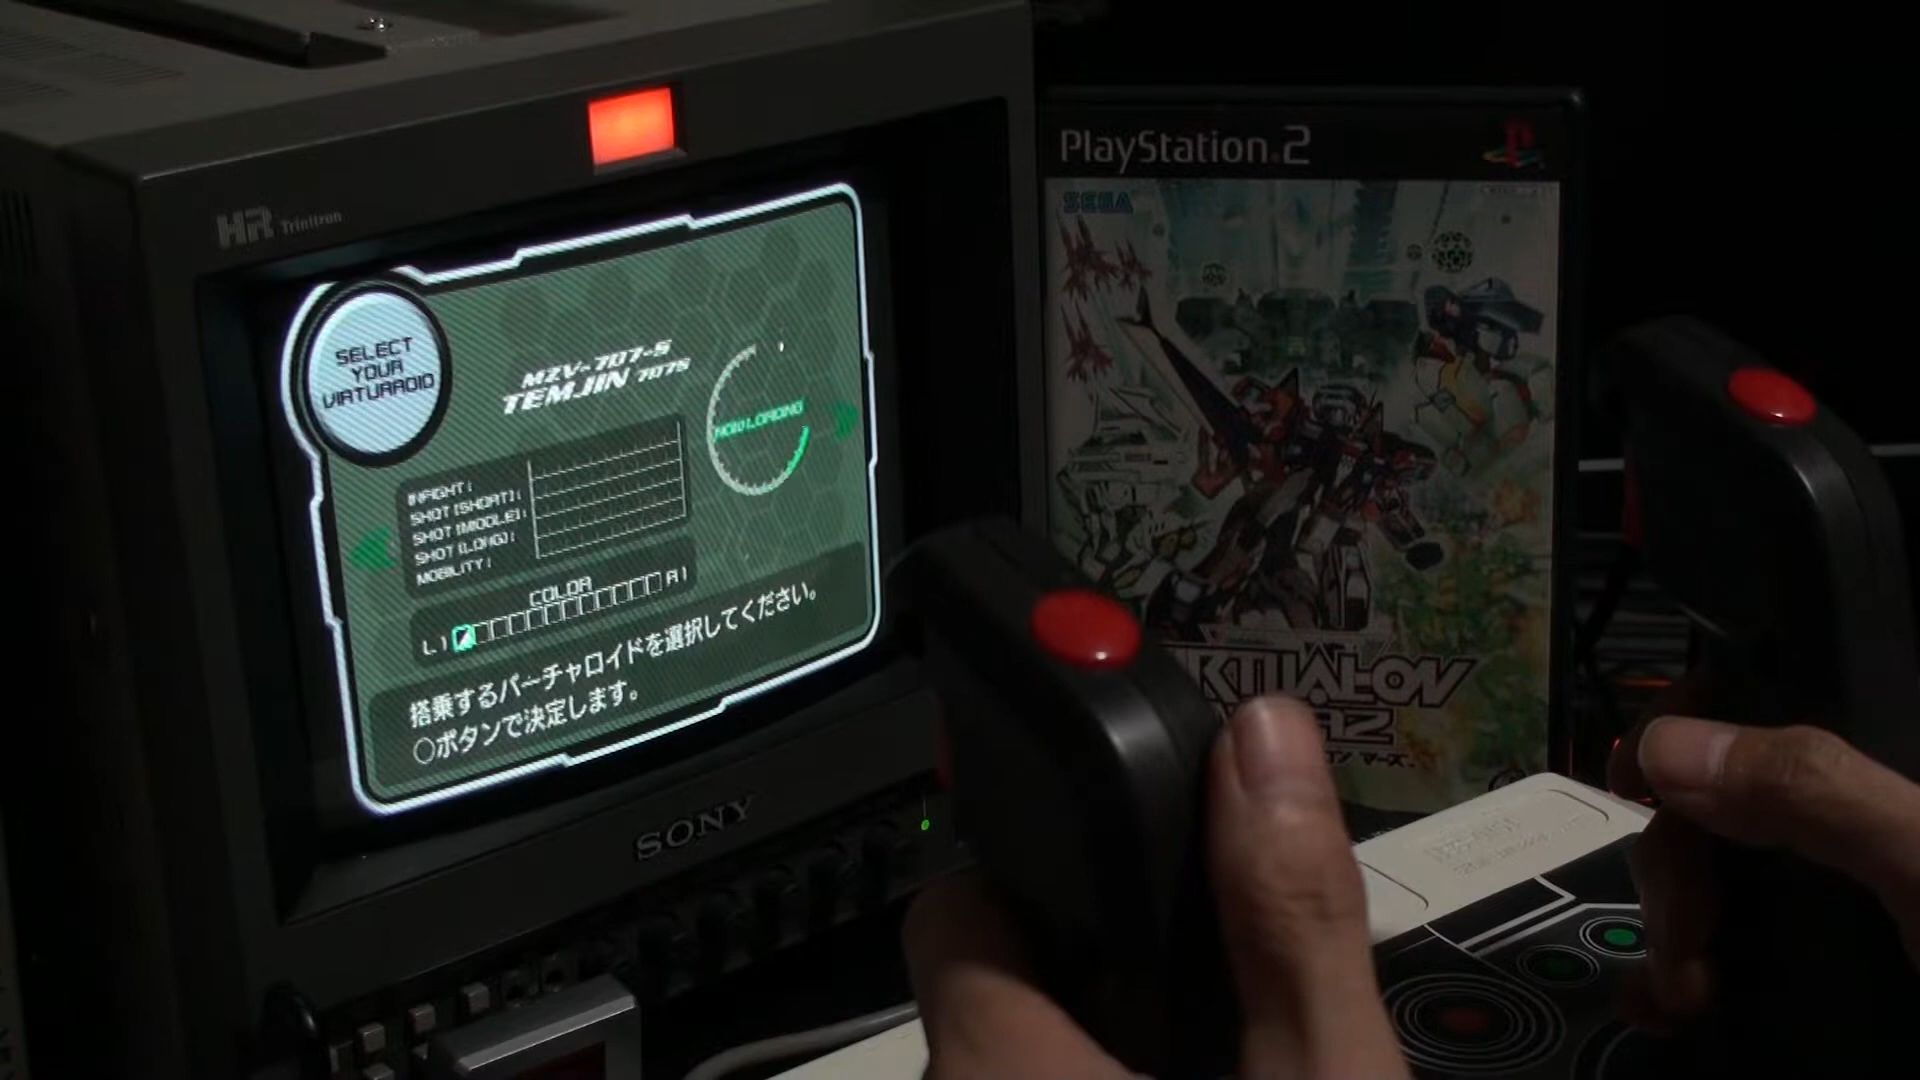 HR Trinitron
SELECT
YOUR
VIRTUAROID
MZV-707-S
TEMJIN 707S
NOW LOADING
INFIGHT:
SHOT [SHORT]:
SHOT [MIDDLE]:
SHOT [LONG]:
MOBILITY:
COLOR
L1
R1
搭乗するバーチャロイドを選択してください。
○ボタンで決定します。
SONY
PlayStation.2
SEGA